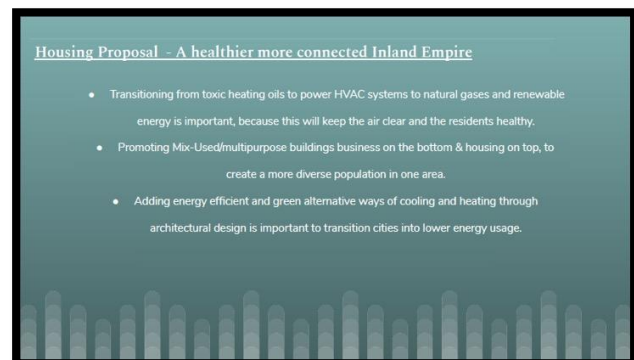 Housing Proposal - A healthier more connected Inland Empire
● Transitioning from toxic heating oils to power HVAC systems to natural gases and renewable
energy is important, because this will keep the air clear and the residents healthy.
● Promoting Mix-Used/multipurpose buildings business on the bottom & housing on top, to
create a more diverse population in one area.
● Adding energy efficient and green alternative ways of cooling and heating through
architectural design is important to transition cities into lower energy usage.